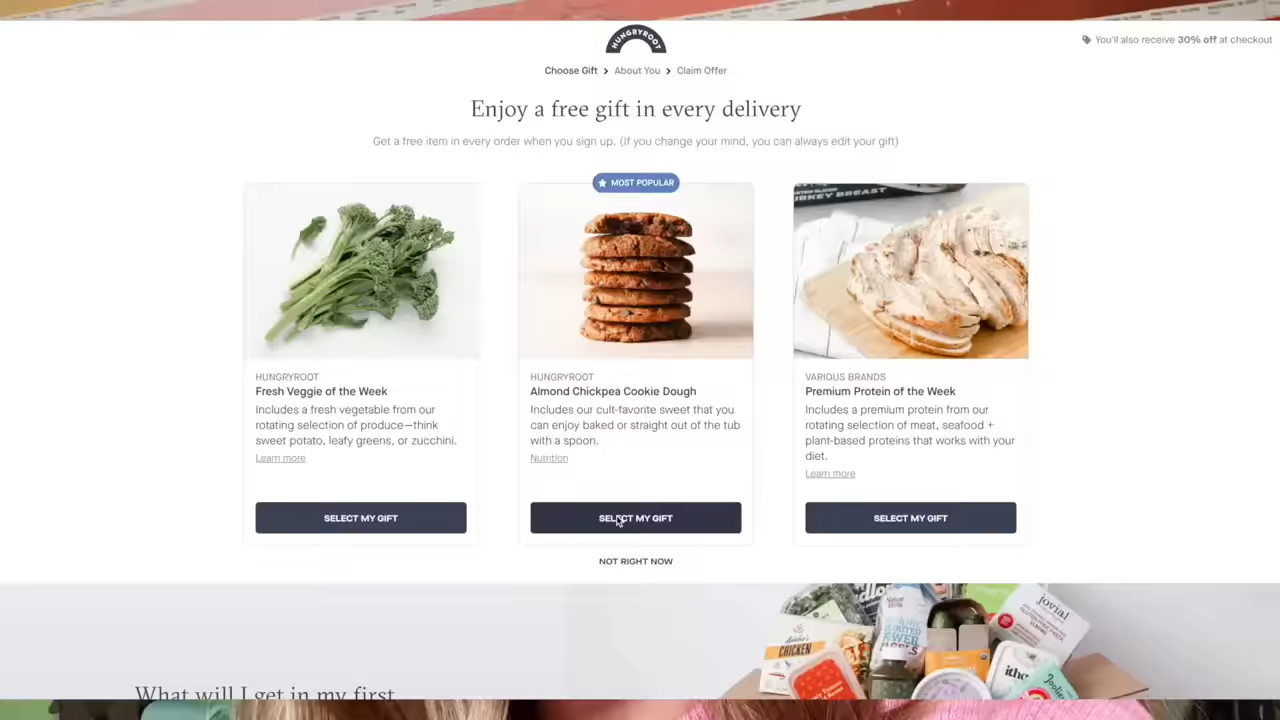 HUNGRYROOT
You'll also receive 30% off at checkout
Choose Gift > About You > Claim Offer
Enjoy a free gift in every delivery
Get a free item in every order when you sign up. (if you change your mind, you can always edit your gift)
HUNGRYROOT
Fresh Veggie of the Week
Includes a fresh vegetable from our
rotating selection of produce—think
sweet potato, leafy greens, or zucchini.
Learn more
SELECT MY GIFT
MOST POPULAR
HUNGRYROOT
Almond Chickpea Cookie Dough
Includes our cult-favorite sweet that you
can enjoy baked or straight out of the tub
with a spoon.
Nutrition
SELECT MY GIFT
TURKEY BREAST
VARIOUS BRANDS
Premium Protein of the Week
Includes a premium protein from our
rotating selection of meat, seafood +
plant-based proteins that works with your
diet.
Learn more
SELECT MY GIFT
NOT RIGHT NOW
CHICKEN
jovial
What will I get in my first